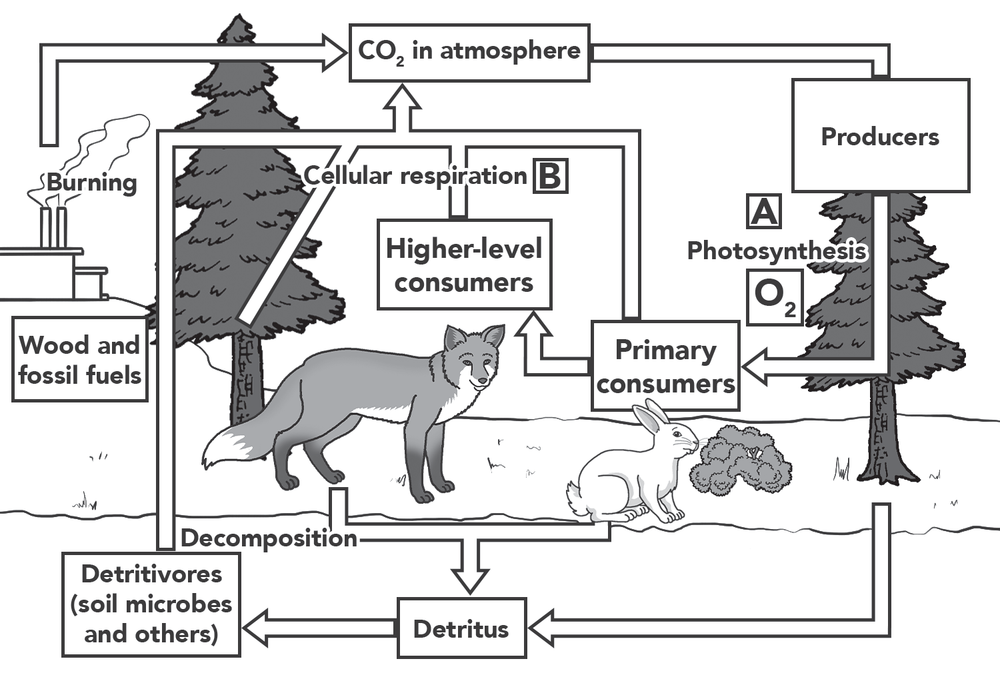 CO₂ in atmosphere
Producers
Burning
Cellular respiration B
A
Photosynthesis
O₂
Higher-level
consumers
Primary
consumers
Wood and
fossil fuels
Decomposition
Detritivores
(soil microbes
and others)
Detritus